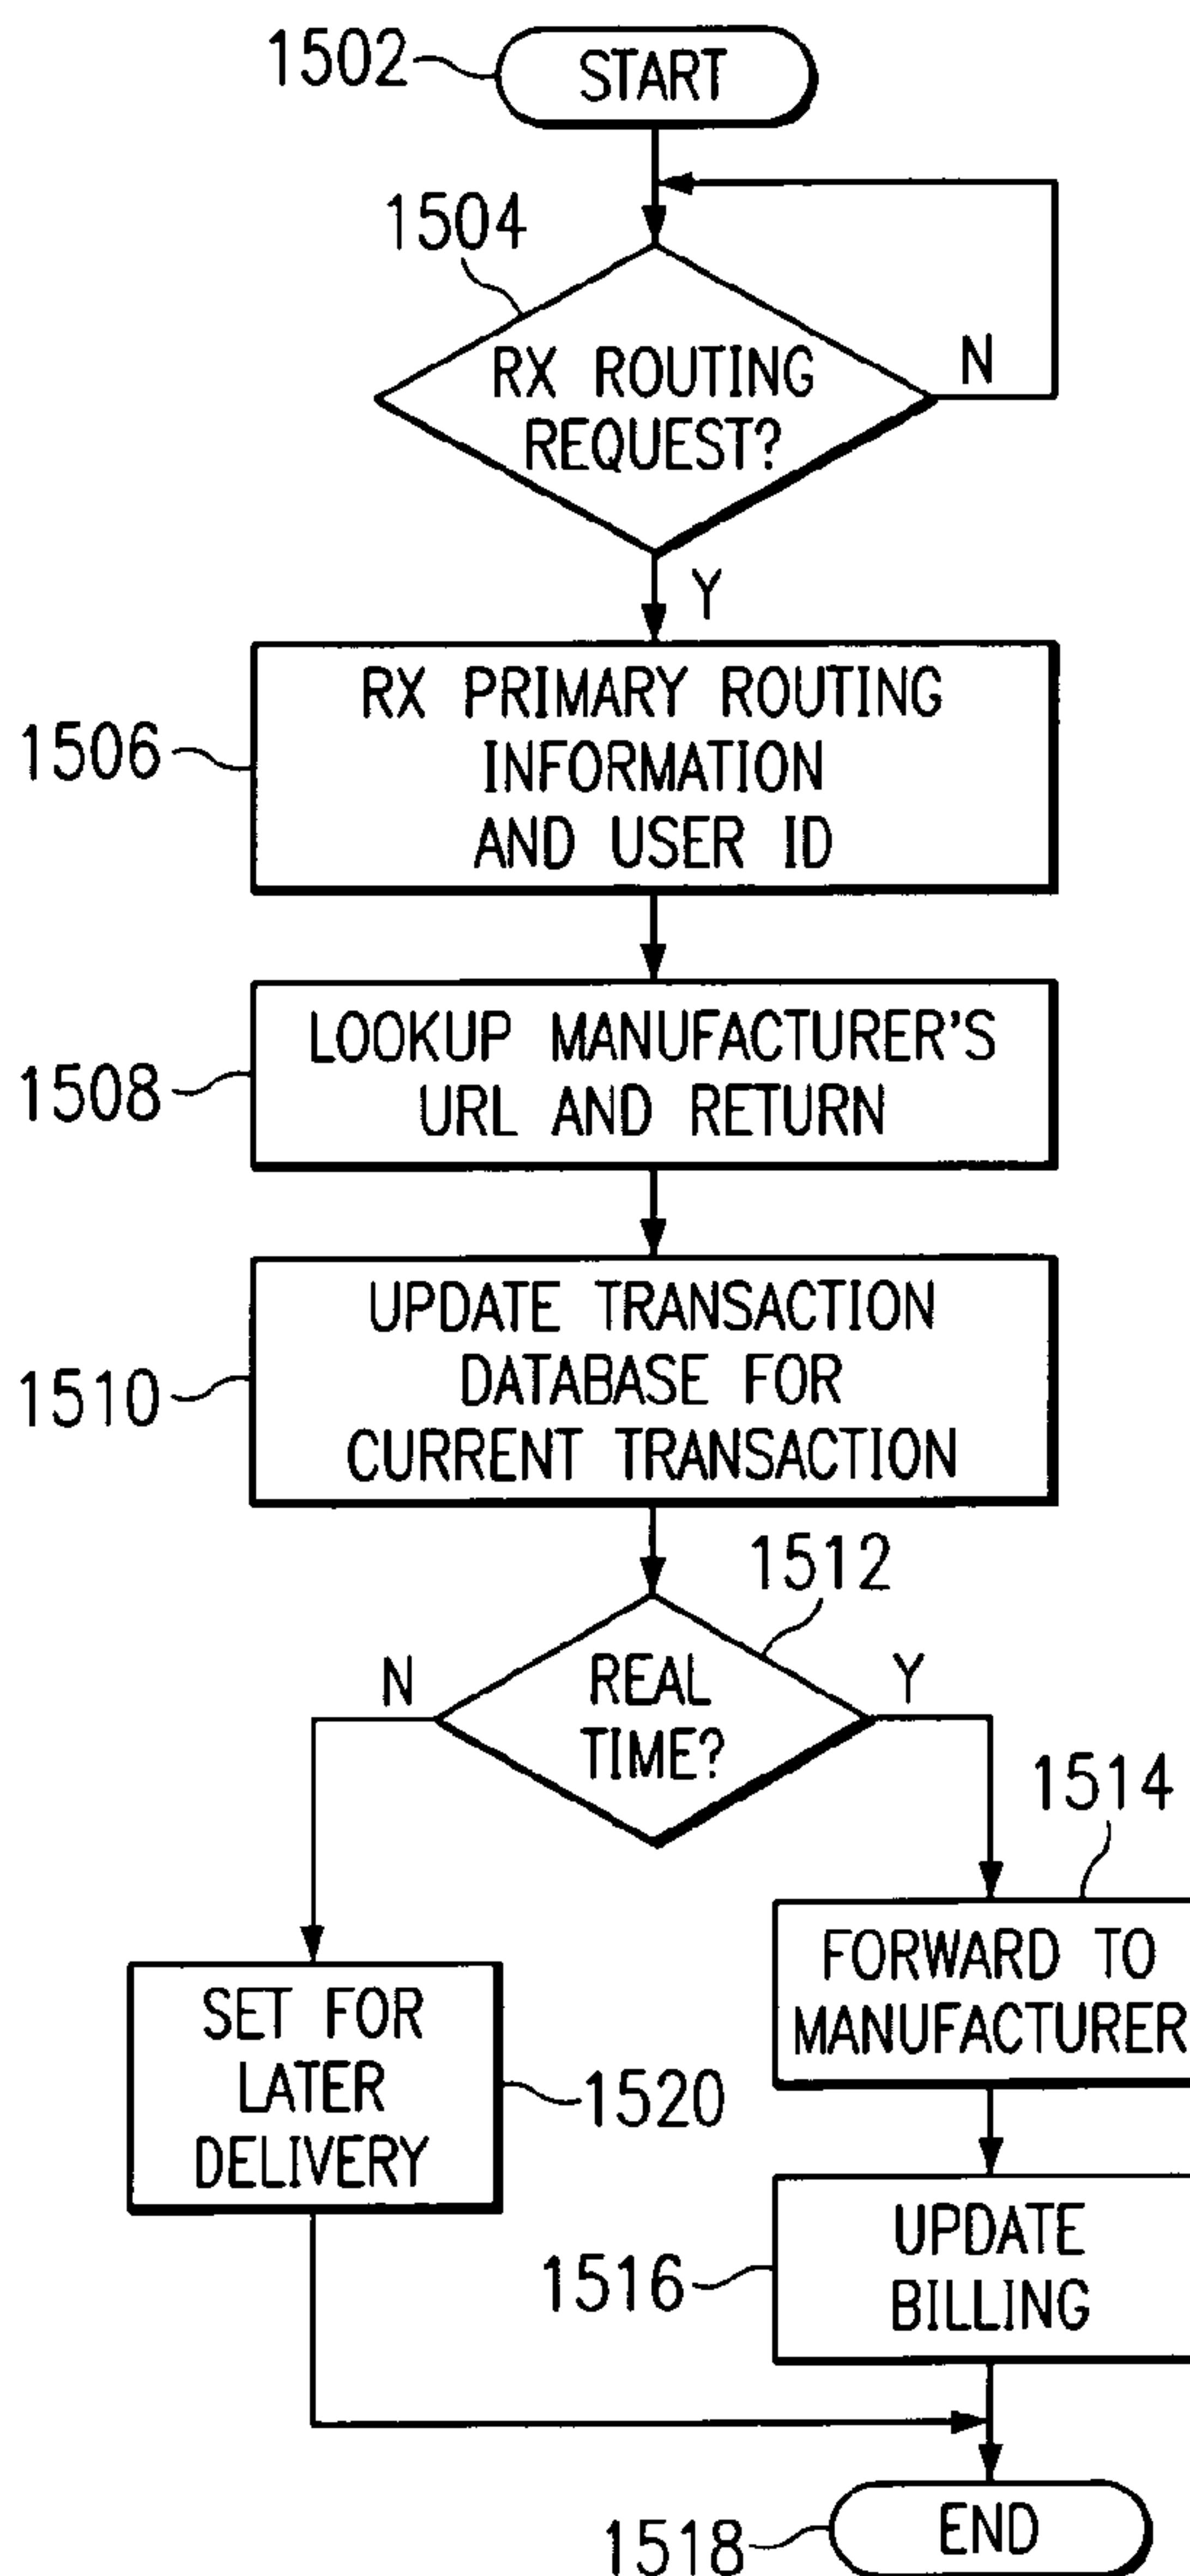 1502
START
1504
RX ROUTING
REQUEST?
N
Y
1506
RX PRIMARY ROUTING
INFORMATION
AND USER ID
1508
LOOKUP MANUFACTURER'S
URL AND RETURN
1510
UPDATE TRANSACTION
DATABASE FOR
CURRENT TRANSACTION
1512
N
REAL
TIME?
Y
1514
FORWARD TO
MANUFACTURER
SET FOR
LATER
DELIVERY
1520
1516
UPDATE
BILLING
1518
END